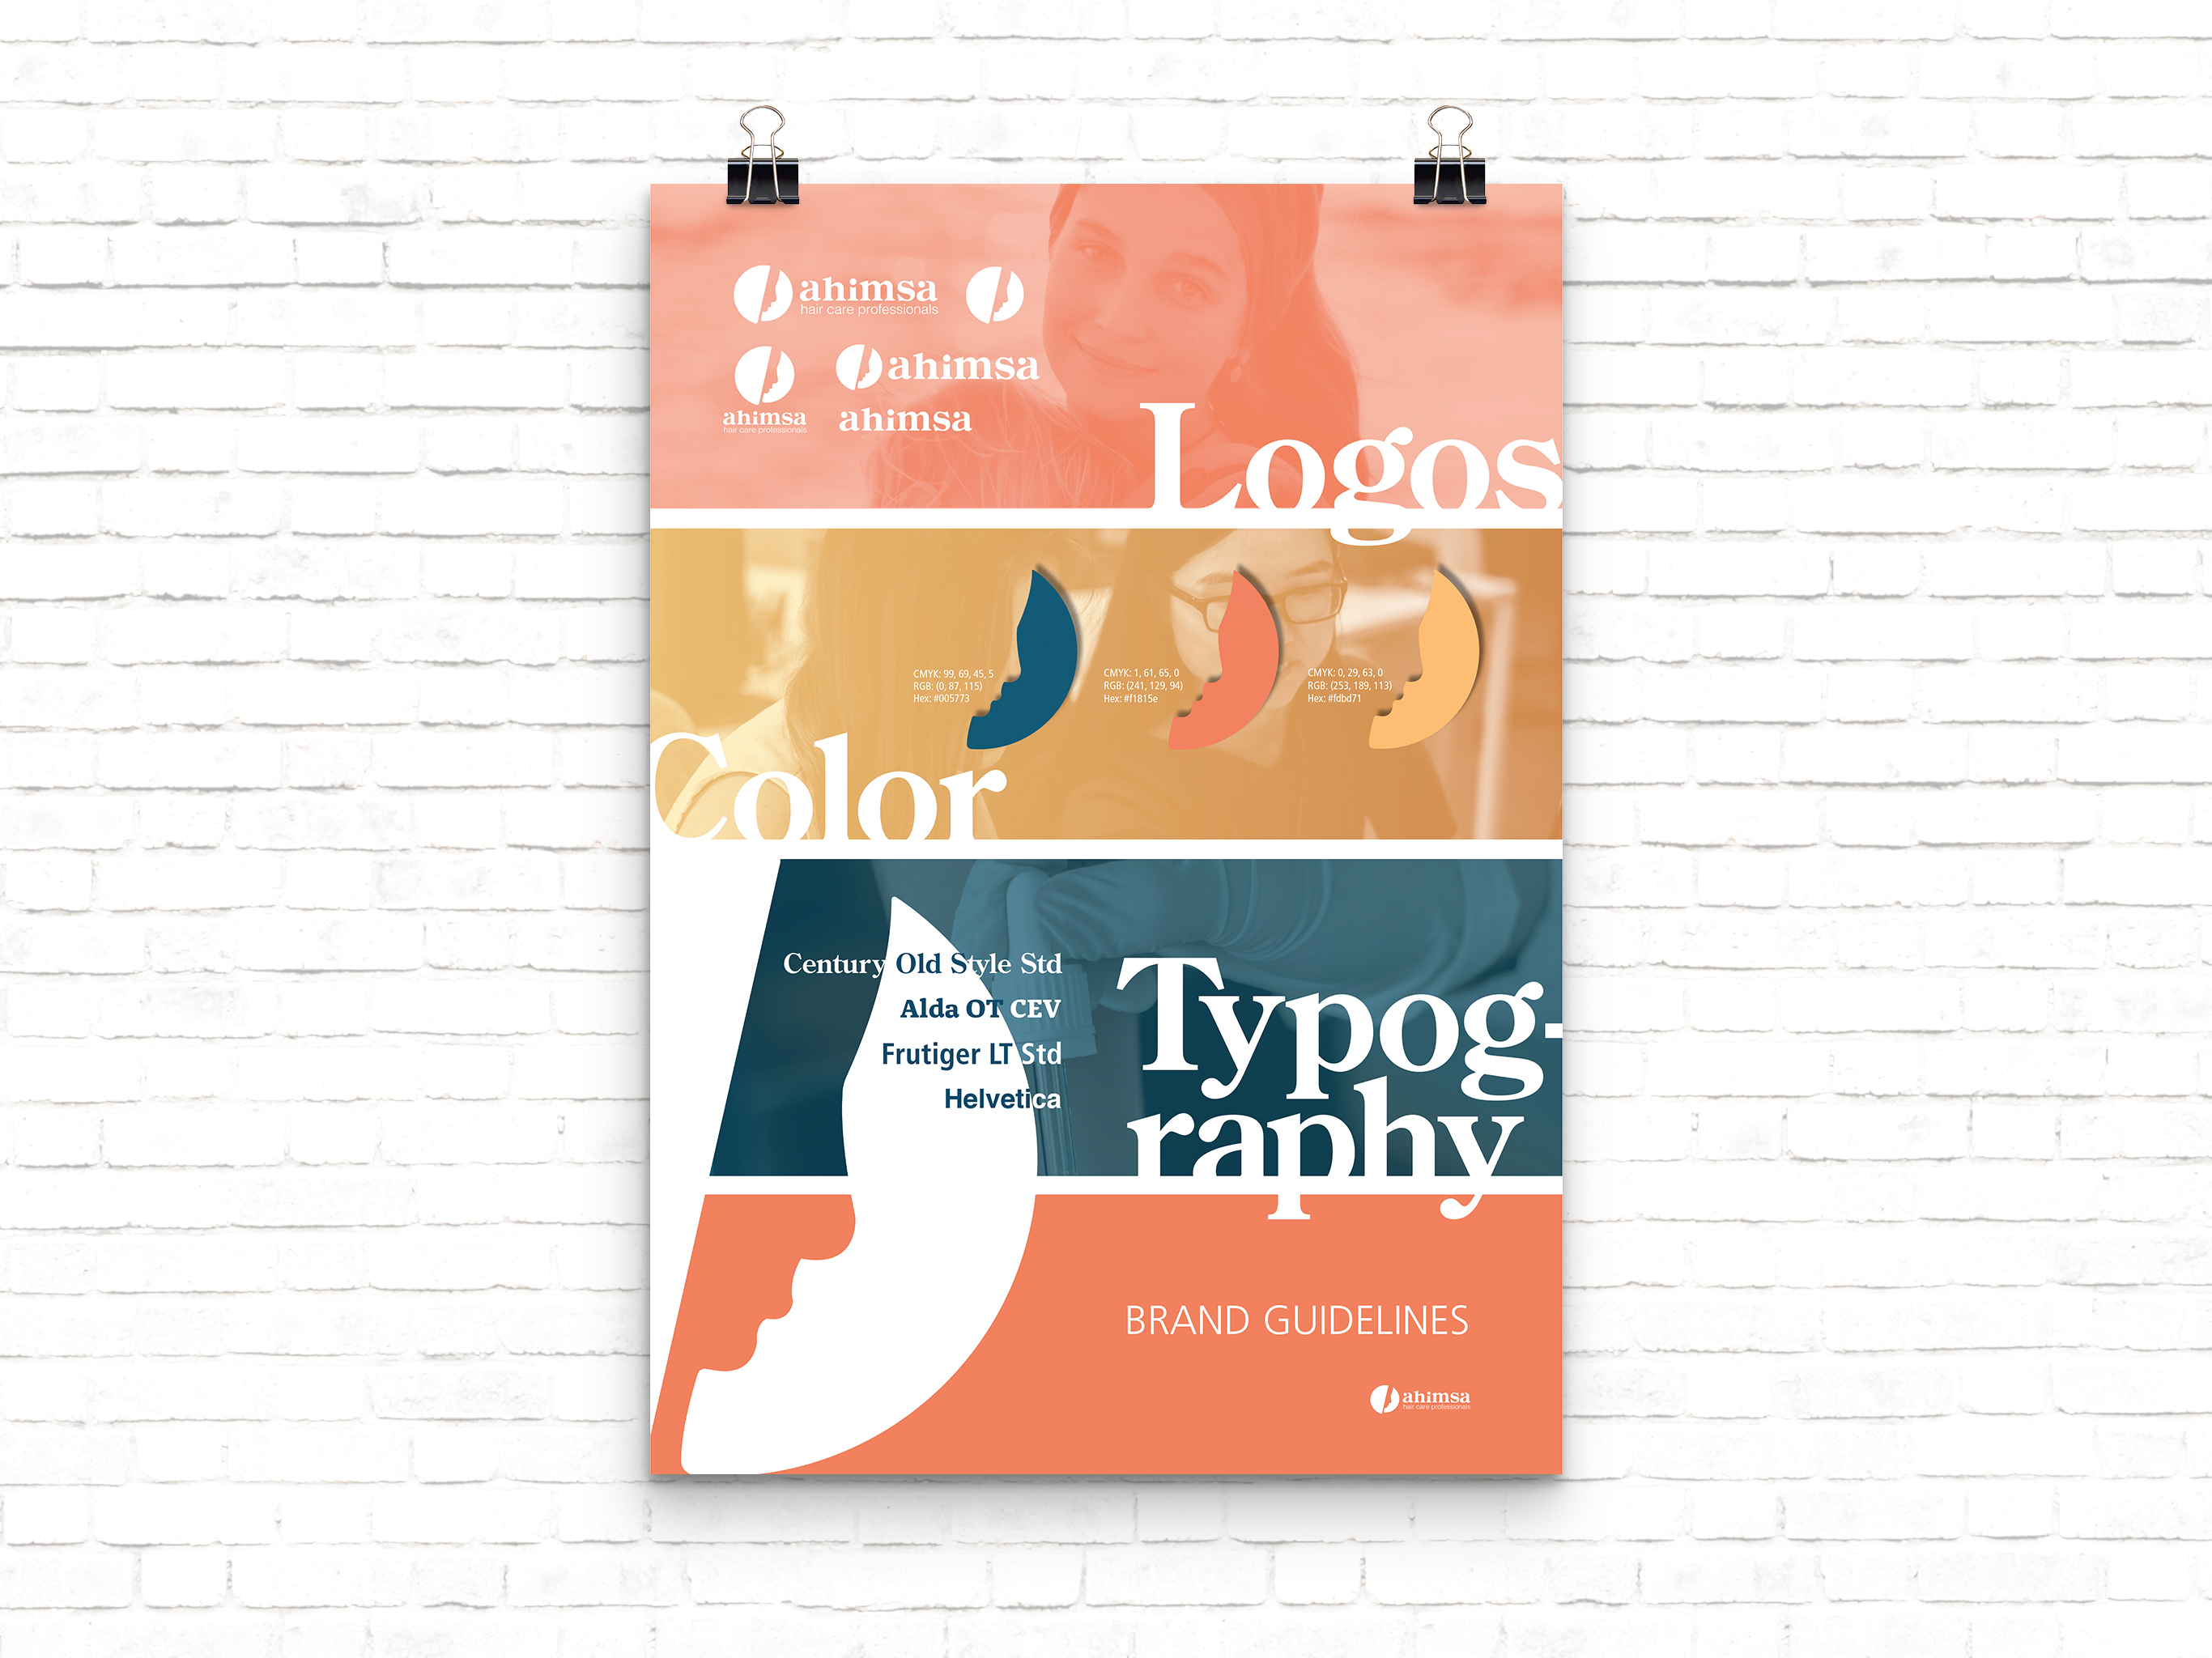 ahimsa
hair care professionals
ahimsa
hair care professionals
ahimsa
ahimsa
Logos
CMYK: 99, 69, 45, 5
RGB: (0, 87, 115)
Hex: #005773
CMYK: 1, 61, 65, 0
RGB: (241, 129, 94)
Hex: #f1815e
CMYK: 0, 29, 63, 0
RGB: (253, 189, 113)
Hex: #fdbd71
Color
Century Old Style Std
Alda OT CEV
Frutiger LT Std
Helvetica
Typog-
raphy
BRAND GUIDELINES
ahimsa
hair care professionals